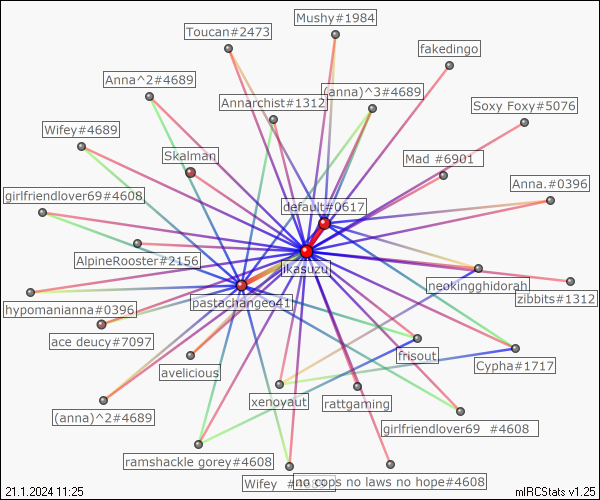 Mushy#1984
Toucan#2473
fakedingo
Anna^2#4689
(anna)^3#4689
Annarchist#1312
Soxy Foxy#5076
Wifey#4689
Skalman
Mad #6901
Anna.#0396
girlfriendlover69#4608
default#0617
AlpineRooster#2156
ikasuzu
neokingghidorah
zibbits#1312
hypomanianna#0396
pastachangeo41
ace deucy#7097
frisout
Cypha#1717
avelicious
xenoyaut
rattgaming
(anna)^2#4689
girlfriendlover69 #4608
ramshackle gorey#4608
Wifey
no cops no laws no hope#4608
21.1.2024 11:25
mIRCStats v1.25